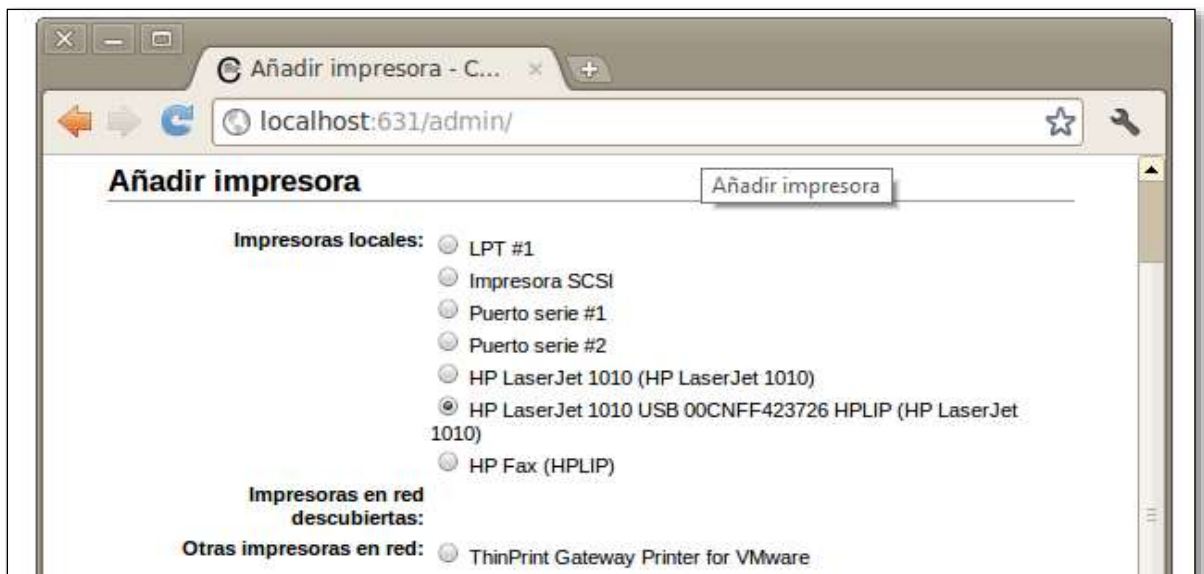 Añadir impresora - C...
localhost:631/admin/
Añadir impresora
Añadir impresora
Impresoras locales:
LPT #1
Impresora SCSI
Puerto serie #1
Puerto serie #2
HP LaserJet 1010 (HP LaserJet 1010)
HP LaserJet 1010 USB 00CNFF423726 HPLIP (HP LaserJet
1010)
HP Fax (HPLIP)
Impresoras en red
descubiertas:
Otras impresoras en red:
ThinPrint Gateway Printer for VMware